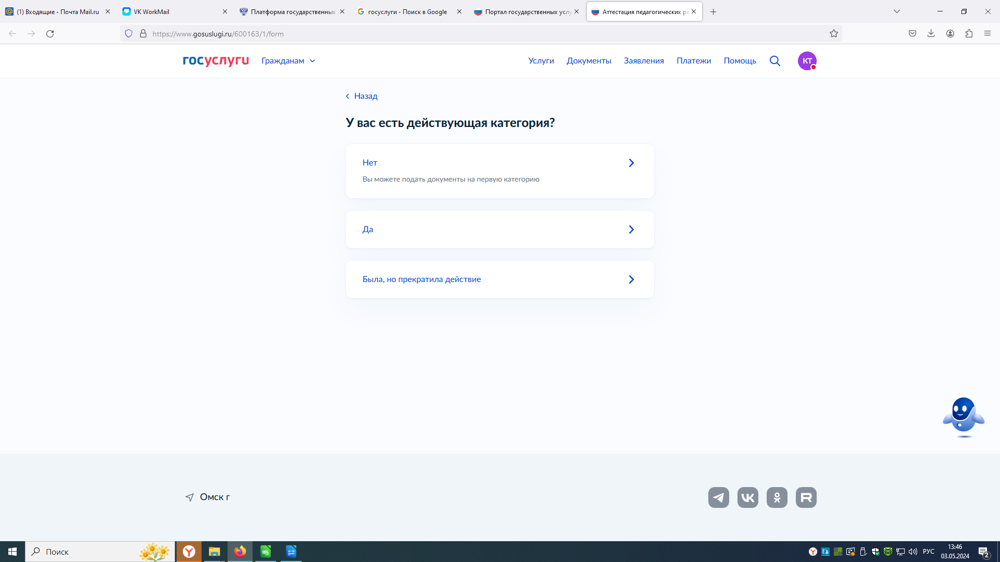 (1) Входящие - Почта Mail.ru
VK WorkMail
Платформа государственных
госуслуги - Поиск в Google
Портал государственных услу
Аттестация педагогических ра
https://www.gosuslugi.ru/600163/1/form
госуслуги
Гражданам
Услуги
Документы
Заявления
Платежи
Помощь
КТ
Назад
У вас есть действующая категория?
Нет
Вы можете подать документы на первую категорию
Да
Была, но прекратила действие
Омск г
Поиск
РУС
13:46
03.05.2024
2